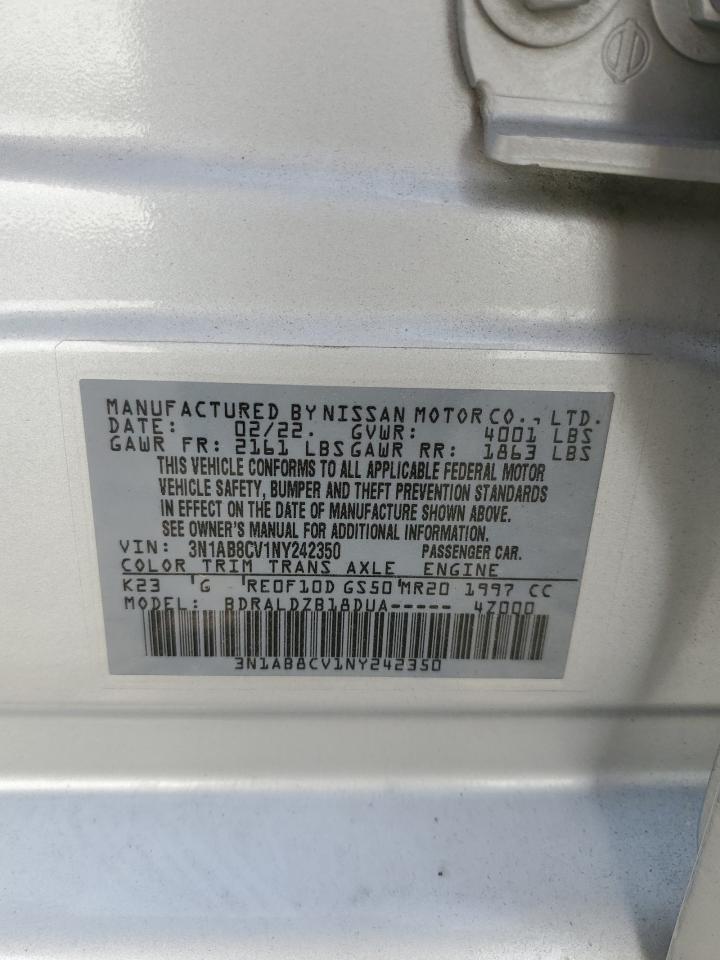 MANUFACTURED BY NISSAN MOTOR CO., LTD.
DATE: 02/22. GVWR: 4001 LBS
GAWR FR: 2161 LBS GAWR RR: 1863 LBS
THIS VEHICLE CONFORMS TO ALL APPLICABLE FEDERAL MOTOR
VEHICLE SAFETY, BUMPER AND THEFT PREVENTION STANDARDS
IN EFFECT ON THE DATE OF MANUFACTURE SHOWN ABOVE.
SEE OWNER'S MANUAL FOR ADDITIONAL INFORMATION.
VIN: 3N1AB8CV1NY242350 PASSENGER CAR.
COLOR TRIM TRANS AXLE ENGINE
K23 G RE0F10D GS50 MR20 1997 CC
MODEL: BDRALDZB18DUA----- 4Z000
3N1AB8CV1NY242350